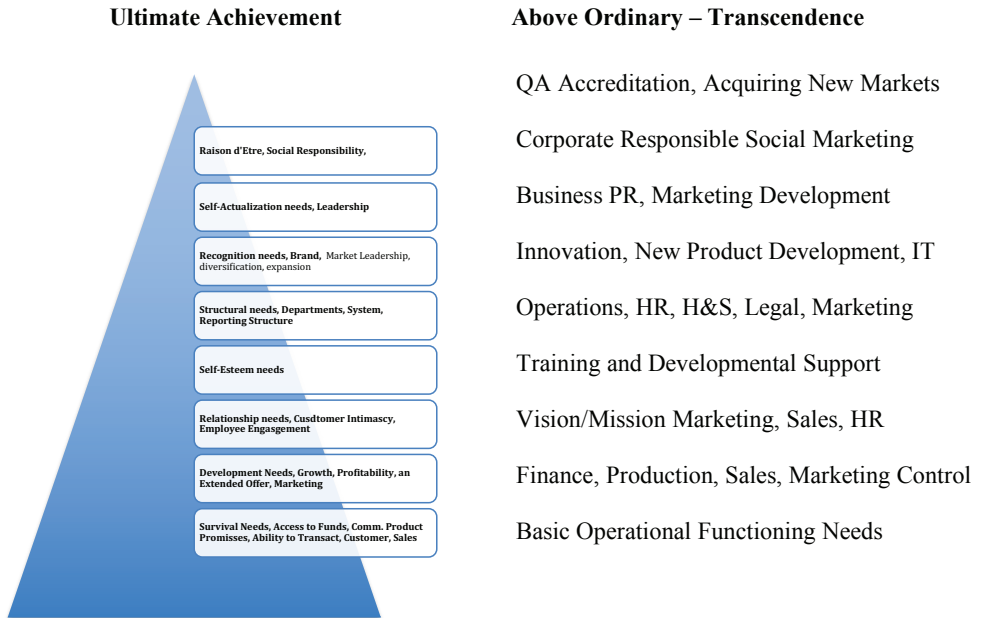 Ultimate Achievement
Above Ordinary – Transcendence
QA Accreditation, Acquiring New Markets
Raison d'Etre, Social Responsibility,
Corporate Responsible Social Marketing
Self-Actualization needs, Leadership
Business PR, Marketing Development
Recognition needs, Brand, Market Leadership,
diversification, expansion
Innovation, New Product Development, IT
Structural needs, Departments, System,
Reporting Structure
Operations, HR, H&S, Legal, Marketing
Self-Esteem needs
Training and Developmental Support
Relationship needs, Cusdtomer Intimascy,
Employee Engasgement
Vision/Mission Marketing, Sales, HR
Development Needs, Growth, Profitability, an
Extended Offer, Marketing
Finance, Production, Sales, Marketing Control
Survival Needs, Access to Funds, Comm. Product
Promisses, Ability to Transact, Customer, Sales
Basic Operational Functioning Needs